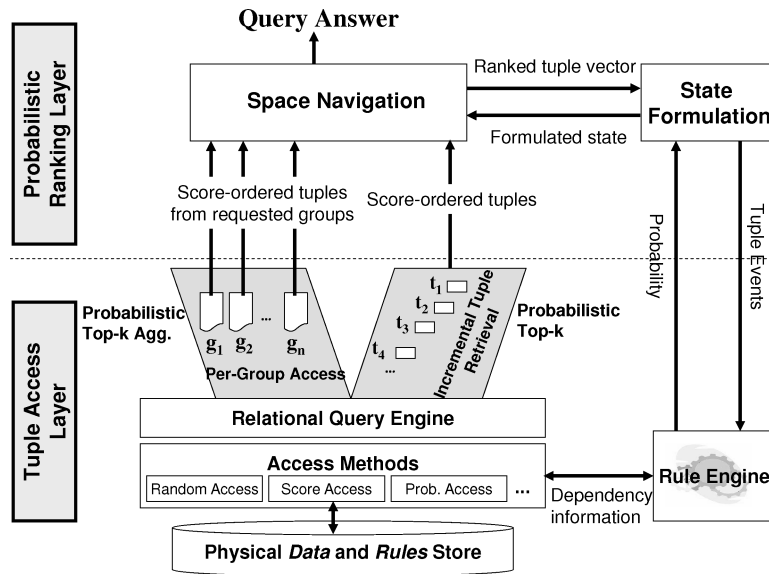 Query Answer
Probabilistic
Ranking Layer
Space Navigation
Ranked tuple vector
Formulated state
State
Formulation
Score-ordered tuples
from requested groups
Score-ordered tuples
Probability
Tuple Events
Tuple Access
Layer
Probabilistic
Top-k Agg.
g1 g2 ... gn
Per-Group Access
t1
t2
t3
t4
...
Incremental Tuple
Retrieval
Probabilistic
Top-k
Relational Query Engine
Access Methods
Random Access Score Access Prob. Access ...
Dependency
information
Rule Engine
Physical Data and Rules Store